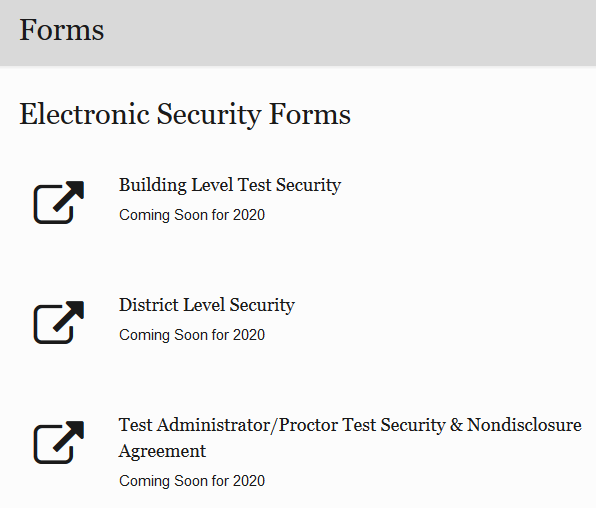 Forms
Electronic Security Forms
Building Level Test Security
Coming Soon for 2020
District Level Security
Coming Soon for 2020
Test Administrator/Proctor Test Security & Nondisclosure
Agreement
Coming Soon for 2020